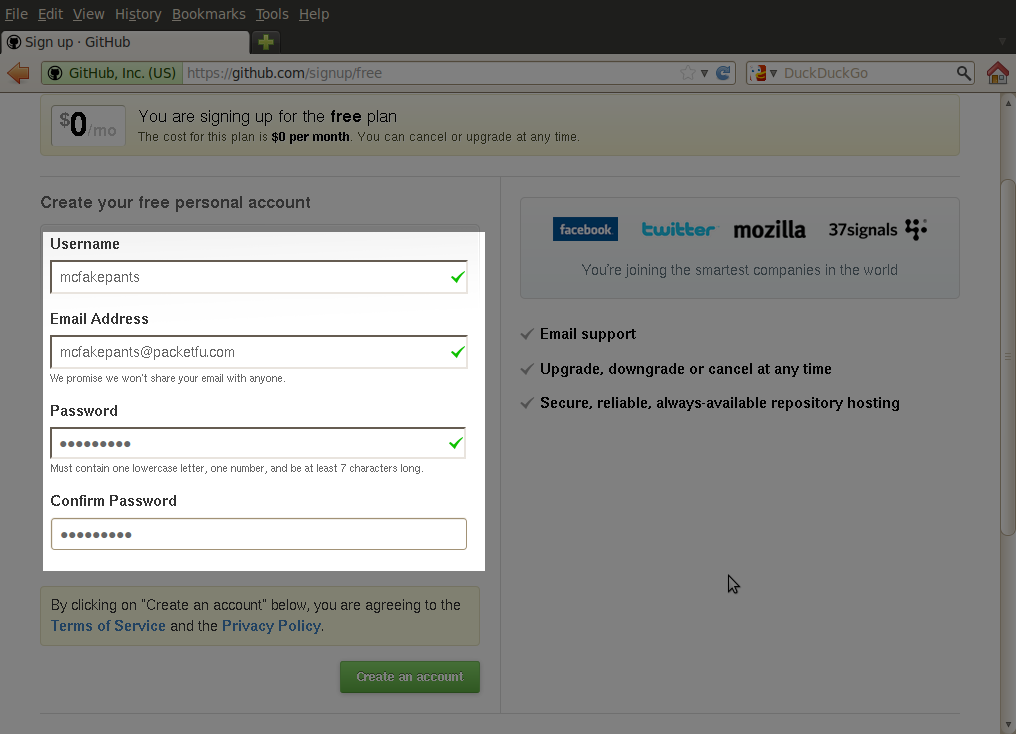 File Edit View History Bookmarks Tools Help
Sign up · GitHub
GitHub, Inc. (US) https://github.com/signup/free DuckDuckGo
$0/mo
You are signing up for the free plan
The cost for this plan is $0 per month. You can cancel or upgrade at any time.
Create your free personal account
Username
mcfakepants
Email Address
mcfakepants@packetfu.com
We promise we won't share your email with anyone.
Password
●●●●●●●●●
Must contain one lowercase letter, one number, and be at least 7 characters long.
Confirm Password
●●●●●●●●●
By clicking on "Create an account" below, you are agreeing to the
Terms of Service and the Privacy Policy.
Create an account
facebook twitter mozilla 37signals
You’re joining the smartest companies in the world
Email support
Upgrade, downgrade or cancel at any time
Secure, reliable, always-available repository hosting